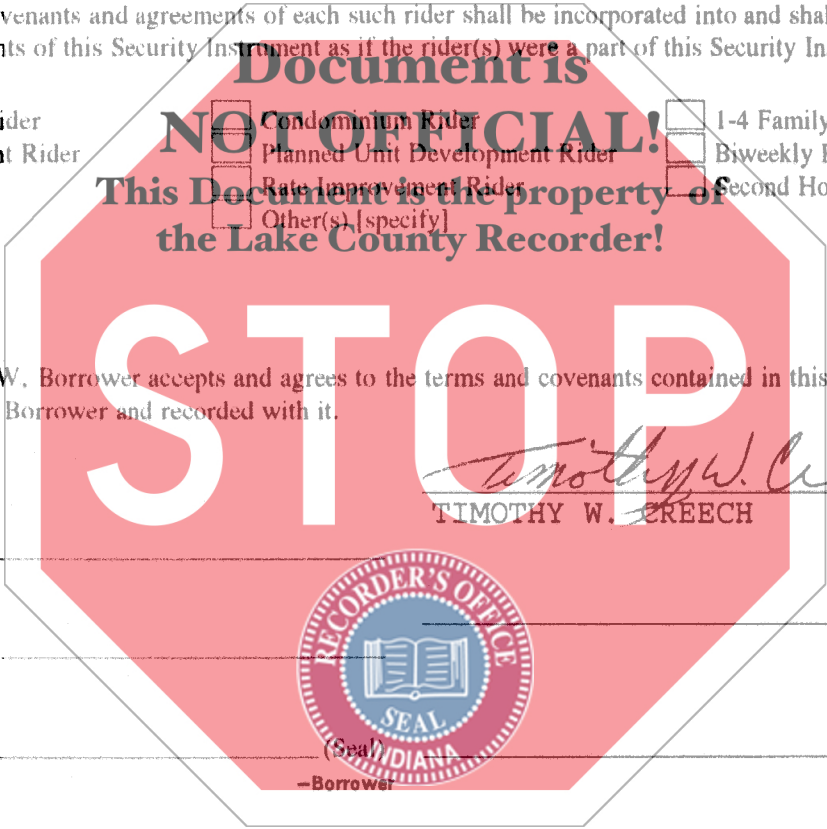 venants and agreements of each such rider shall be incorporated into and shal
ts of this Security Instrument as if the rider(s) were a part of this Security In
Document is
ider Condominium Rider 1-4 Family
NOT OFFICIAL!
t Rider Planned Unit Development Rider Biweekly P
Rate Improvement Rider Second Ho
This Document is the property of
Other(s) [specify]
the Lake County Recorder!
STOP
W, Borrower accepts and agrees to the terms and covenants contained in this
Borrower and recorded with it.
Timothy W. Cr
TIMOTHY W. CREECH
RECORDER'S OFFICE
SEAL
INDIANA
(Seal)
-Borrower